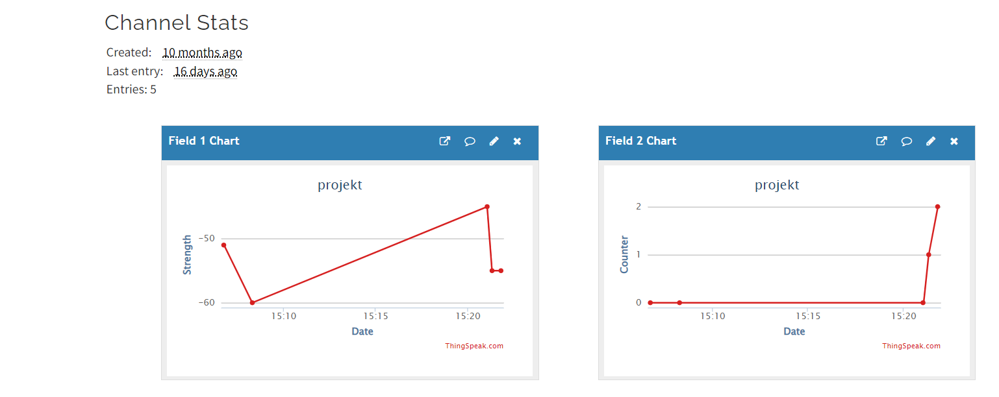 Channel Stats
Created: 10 months ago
Last entry: 16 days ago
Entries: 5
Field 1 Chart
projekt
Strength
-50
-60
15:10 15:15 15:20
Date
ThingSpeak.com
Field 2 Chart
projekt
Counter
2
1
0
15:10 15:15 15:20
Date
ThingSpeak.com